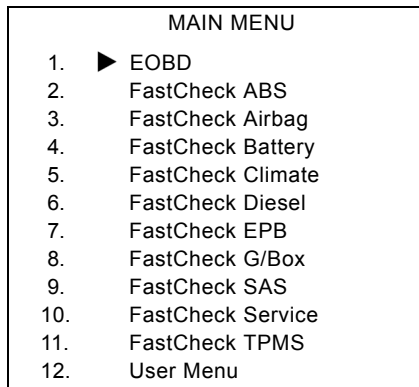 MAIN MENU
1. ▶ EOBD
2. FastCheck ABS
3. FastCheck Airbag
4. FastCheck Battery
5. FastCheck Climate
6. FastCheck Diesel
7. FastCheck EPB
8. FastCheck G/Box
9. FastCheck SAS
10. FastCheck Service
11. FastCheck TPMS
12. User Menu